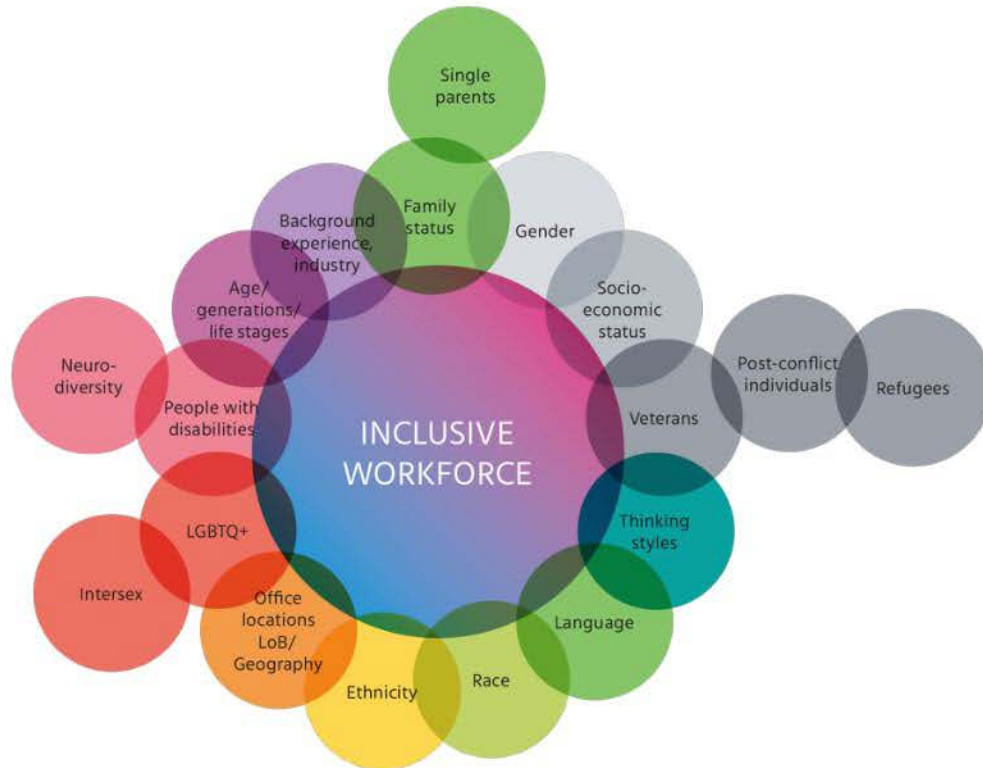 Single
parents
Family
status
Gender
Background
experience,
industry
Socio-
economic
status
Age/
generations/
life stages
Post-conflict
individuals
Refugees
Neuro-
diversity
People with
disabilities
Veterans
INCLUSIVE
WORKFORCE
LGBTQ+
Thinking
styles
Intersex
Office
locations
LoB/
Geography
Language
Ethnicity
Race